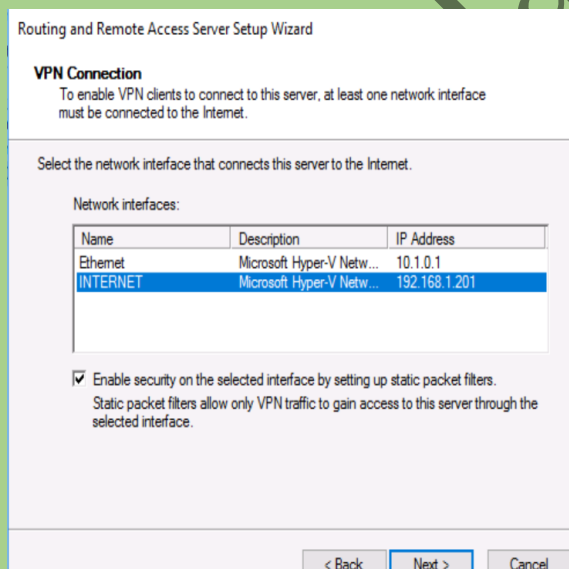 Routing and Remote Access Server Setup Wizard
VPN Connection
To enable VPN clients to connect to this server, at least one network interface
must be connected to the Internet.
Select the network interface that connects this server to the Internet.
Network interfaces:
Name Description IP Address
Ethernet Microsoft Hyper-V Netw... 10.1.0.1
INTERNET Microsoft Hyper-V Netw... 192.168.1.201
Enable security on the selected interface by setting up static packet filters.
Static packet filters allow only VPN traffic to gain access to this server through the
selected interface.
< Back Next > Cancel